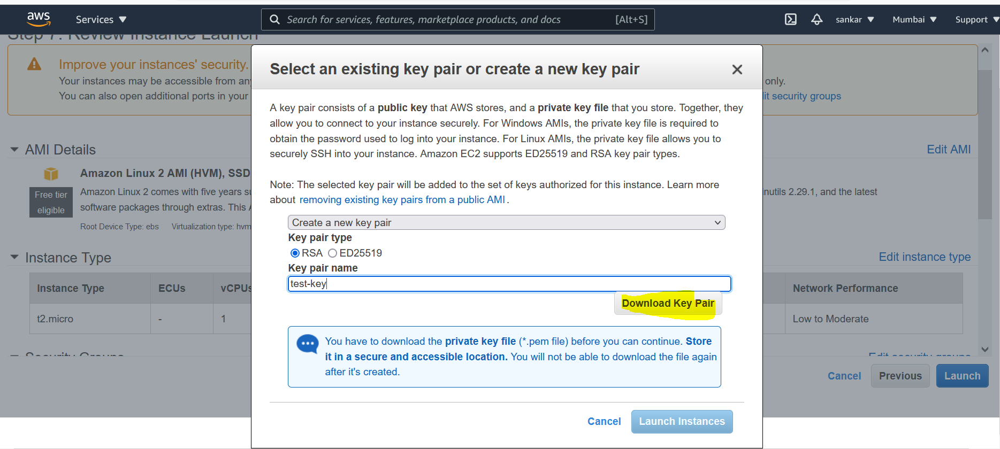 aws
Services
Search for services, features, marketplace products, and docs [Alt+S]
sankar
Mumbai
Support
Step 7: Review Instance Launch
Improve your instances' security.
Your instances may be accessible from any
only.
You can also open additional ports in your
it security groups
AMI Details
Edit AMI
Amazon Linux 2 AMI (HVM), SSD
Free tier
eligible
Amazon Linux 2 comes with five years su
nutils 2.29.1, and the latest
software packages through extras. This A
Root Device Type: ebs Virtualization type: hvm
Instance Type
Edit instance type
Instance Type ECUs vCPUs Network Performance
t2.micro - 1 Low to Moderate
Security Groups
Edit security groups
Cancel Previous Launch
Select an existing key pair or create a new key pair
A key pair consists of a public key that AWS stores, and a private key file that you store. Together, they
allow you to connect to your instance securely. For Windows AMIs, the private key file is required to
obtain the password used to log into your instance. For Linux AMIs, the private key file allows you to
securely SSH into your instance. Amazon EC2 supports ED25519 and RSA key pair types.
Note: The selected key pair will be added to the set of keys authorized for this instance. Learn more
about removing existing key pairs from a public AMI.
Create a new key pair
Key pair type
RSA ED25519
Key pair name
test-key
Download Key Pair
You have to download the private key file (*.pem file) before you can continue. Store
it in a secure and accessible location. You will not be able to download the file again
after it's created.
Cancel Launch Instances